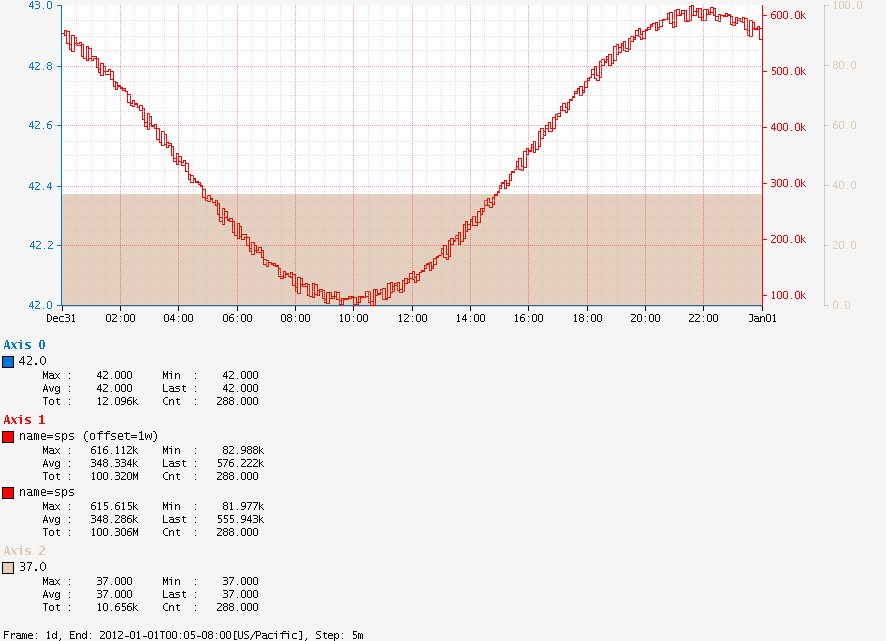 43.0 600.0k 100.0
42.8 500.0k 80.0
42.6 400.0k 60.0
42.4 300.0k 40.0
42.2 200.0k 20.0
42.0 100.0k 0.0
Dec31 02:00 04:00 06:00 08:00 10:00 12:00 14:00 16:00 18:00 20:00 22:00 Jan01
Axis 0
42.0
Max : 42.000 Min : 42.000
Avg : 42.000 Last : 42.000
Tot : 12.096k Cnt : 288.000
Axis 1
name=sps (offset=1w)
Max : 616.112k Min : 82.988k
Avg : 348.334k Last : 576.222k
Tot : 100.320M Cnt : 288.000
name=sps
Max : 615.615k Min : 81.977k
Avg : 348.286k Last : 555.943k
Tot : 100.306M Cnt : 288.000
Axis 2
37.0
Max : 37.000 Min : 37.000
Avg : 37.000 Last : 37.000
Tot : 10.656k Cnt : 288.000
Frame: 1d, End: 2012-01-01T00:05-08:00[US/Pacific], Step: 5m